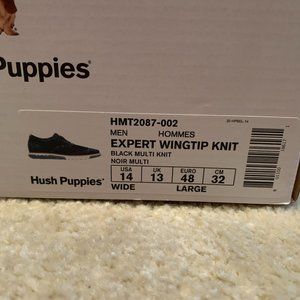 Puppies®
HMT2087-002
MEN HOMMES
EXPERT WINGTIP KNIT
BLACK MULTI KNIT
NOIR MULTI
Hush Puppies®
USA UK EURO CM
14 13 48 32
WIDE LARGE